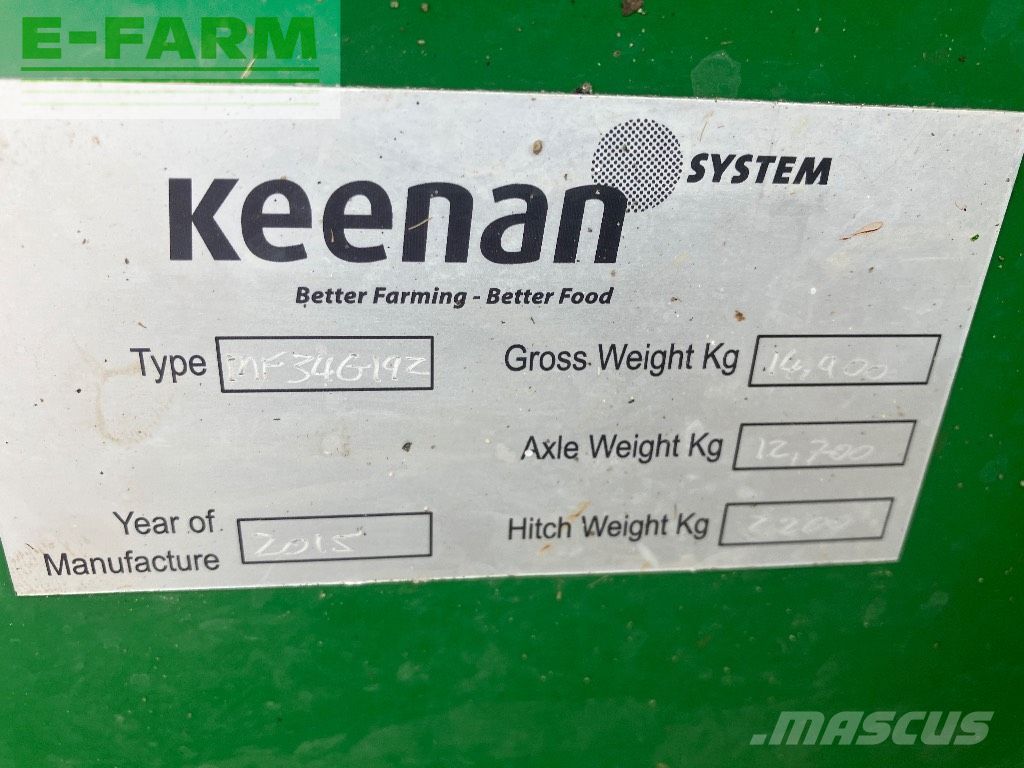 E-FARM
Keenan SYSTEM
Better Farming - Better Food
Type MF34G192
Gross Weight Kg 14,900
Axle Weight Kg 12,700
Year of Manufacture 2015
Hitch Weight Kg
MASCUS